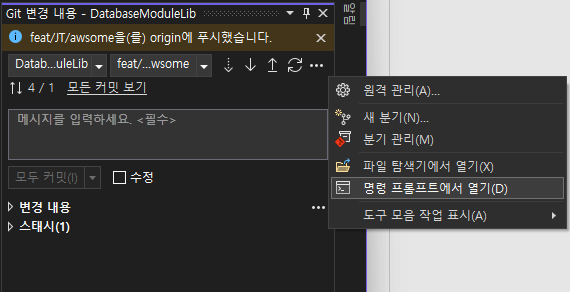 Git 변경 내용 - DatabaseModuleLib
feat/JT/awsome을(를) origin에 푸시했습니다.
Datab...uleLib feat/...wsome
4 / 1 모든 커밋 보기
메시지를 입력하세요. <필수>
모두 커밋(I) 수정
변경 내용
스태시(1)
원격 관리(A)...
새 분기(N)...
분기 관리(M)
파일 탐색기에서 열기(X)
명령 프롬프트에서 열기(D)
도구 모음 작업 표시(A)